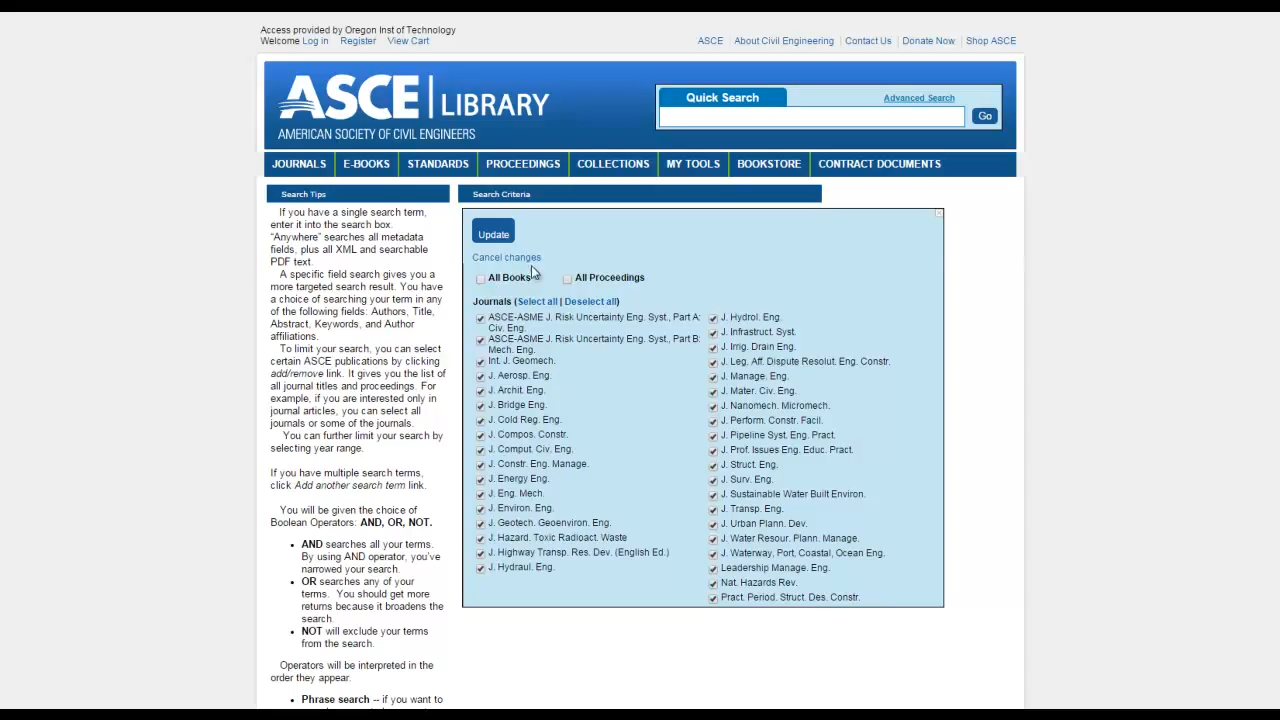 Access provided by Oregon Inst of Technology
Welcome Log in Register View Cart
ASCE About Civil Engineering Contact Us Donate Now Shop ASCE
ASCE LIBRARY
AMERICAN SOCIETY OF CIVIL ENGINEERS
Quick Search Advanced Search
Go
JOURNALS E-BOOKS STANDARDS PROCEEDINGS COLLECTIONS MY TOOLS BOOKSTORE CONTRACT DOCUMENTS
Search Tips
If you have a single search term,
enter it into the search box.
“Anywhere” searches all metadata
fields, plus all XML and searchable
PDF text.
A specific field search gives you a
more targeted search result. You have
a choice of searching your term in any
of the following fields: Authors, Title,
Abstract, Keywords, and Author
affiliations.
To limit your search, you can select
certain ASCE publications by clicking
add/remove link. It gives you the list of
all journal titles and proceedings. For
example, if you are interested only in
journal articles, you can select all
journals or some of the journals.
You can further limit your search by
selecting year range.
If you have multiple search terms,
click Add another search term link.
You will be given the choice of
Boolean Operators: AND, OR, NOT.
• AND searches all your terms.
By using AND operator, you've
narrowed your search.
• OR searches any of your
terms. You should get more
returns because it broadens the
search.
• NOT will exclude your terms
from the search.
Operators will be interpreted in the
order they appear.
• Phrase search -- if you want to
Search Criteria
Update
Cancel changes
All Books All Proceedings
Journals (Select all | Deselect all)
ASCE-ASME J. Risk Uncertainty Eng. Syst., Part A:
Civ. Eng.
ASCE-ASME J. Risk Uncertainty Eng. Syst., Part B:
Mech. Eng.
Int. J. Geomech.
J. Aerosp. Eng.
J. Archit. Eng.
J. Bridge Eng.
J. Cold Reg. Eng.
J. Compos. Constr.
J. Comput. Civ. Eng.
J. Constr. Eng. Manage.
J. Energy Eng.
J. Eng. Mech.
J. Environ. Eng.
J. Geotech. Geoenviron. Eng.
J. Hazard. Toxic Radioact. Waste
J. Highway Transp. Res. Dev. (English Ed.)
J. Hydraul. Eng.
J. Hydrol. Eng.
J. Infrastruct. Syst.
J. Irrig. Drain Eng.
J. Leg. Aff. Dispute Resolut. Eng. Constr.
J. Manage. Eng.
J. Mater. Civ. Eng.
J. Nanomech. Micromech.
J. Perform. Constr. Facil.
J. Pipeline Syst. Eng. Pract.
J. Prof. Issues Eng. Educ. Pract.
J. Struct. Eng.
J. Surv. Eng.
J. Sustainable Water Built Environ.
J. Transp. Eng.
J. Urban Plann. Dev.
J. Water Resour. Plann. Manage.
J. Waterway, Port, Coastal, Ocean Eng.
Leadership Manage. Eng.
Nat. Hazards Rev.
Pract. Period. Struct. Des. Constr.